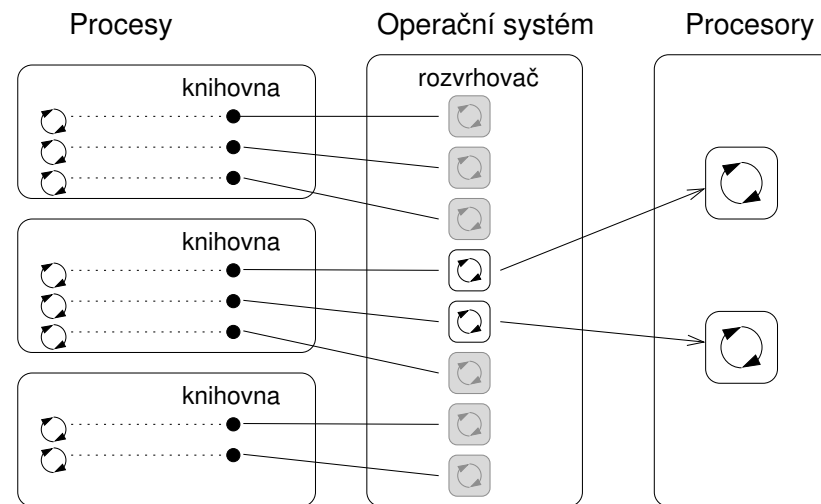 Procesy Operační systém Procesory
knihovna
rozvrhovač
knihovna
knihovna